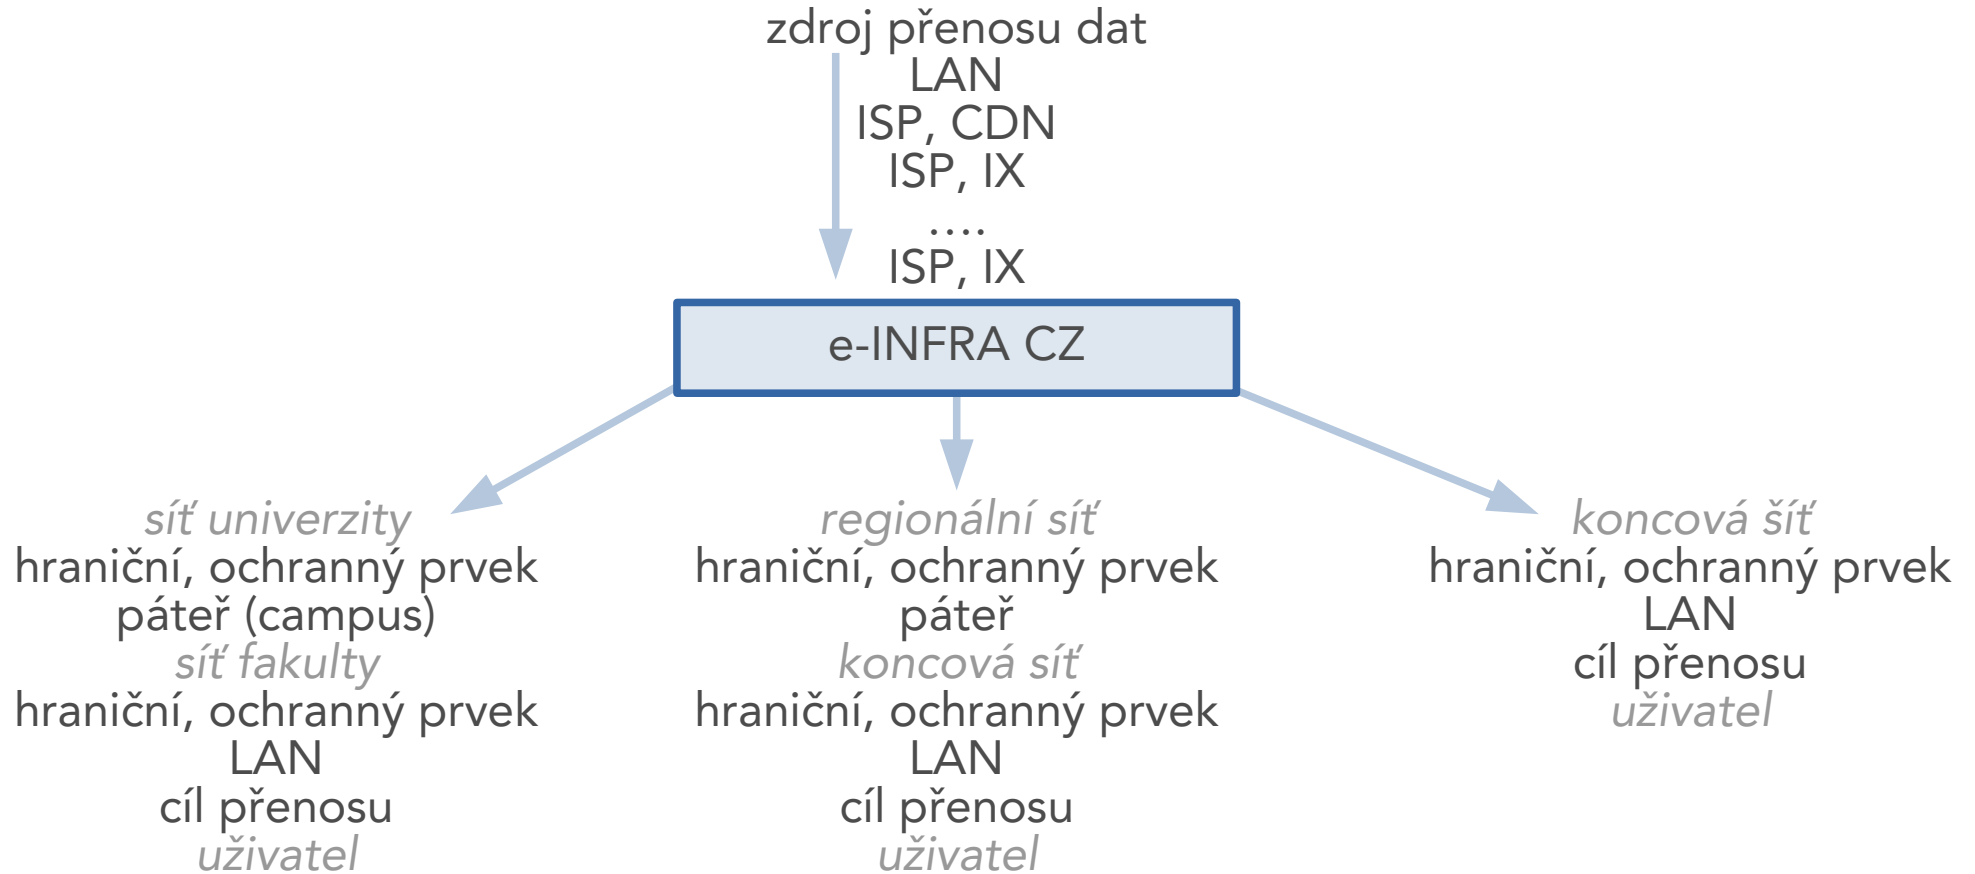 zdroj přenosu dat
LAN
ISP, CDN
ISP, IX
....
ISP, IX
e-INFRA CZ
síť univerzity
hraniční, ochranný prvek
páteř (campus)
síť fakulty
hraniční, ochranný prvek
LAN
cíl přenosu
uživatel
regionální síť
hraniční, ochranný prvek
páteř
koncová síť
hraniční, ochranný prvek
LAN
cíl přenosu
uživatel
koncová šíť
hraniční, ochranný prvek
LAN
cíl přenosu
uživatel